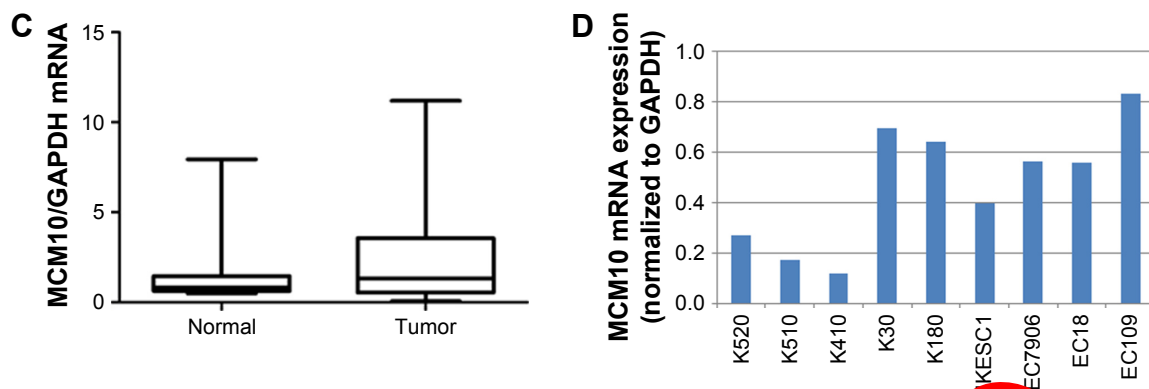 C
MCM10/GAPDH mRNA
15
10
5
0
Normal
Tumor
D
MCM10 mRNA expression
(normalized to GAPDH)
1.0
0.8
0.6
0.4
0.2
0.0
K520
K510
K410
K30
K180
KESC1
EC7906
EC18
EC109